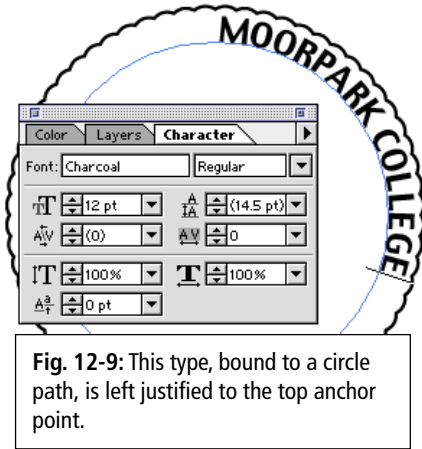 MOORPARK COLLEGE
Color Layers Character
Font: Charcoal Regular
12 pt (14.5 pt)
(0) 0
100% 100%
0 pt
Fig. 12-9: This type, bound to a circle
path, is left justified to the top anchor
point.